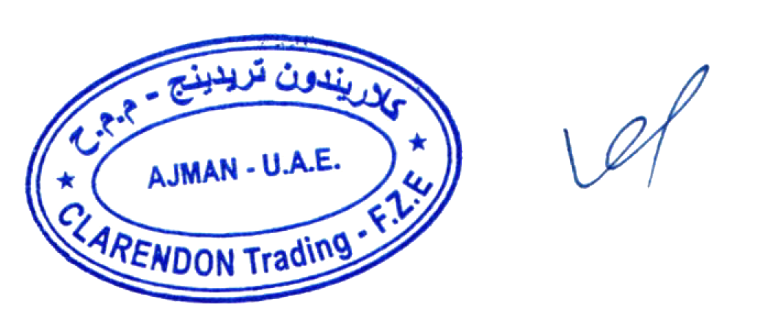 كلاريندون تريدينج - م.م.ح
AJMAN - U.A.E.
CLARENDON Trading - F.Z.E